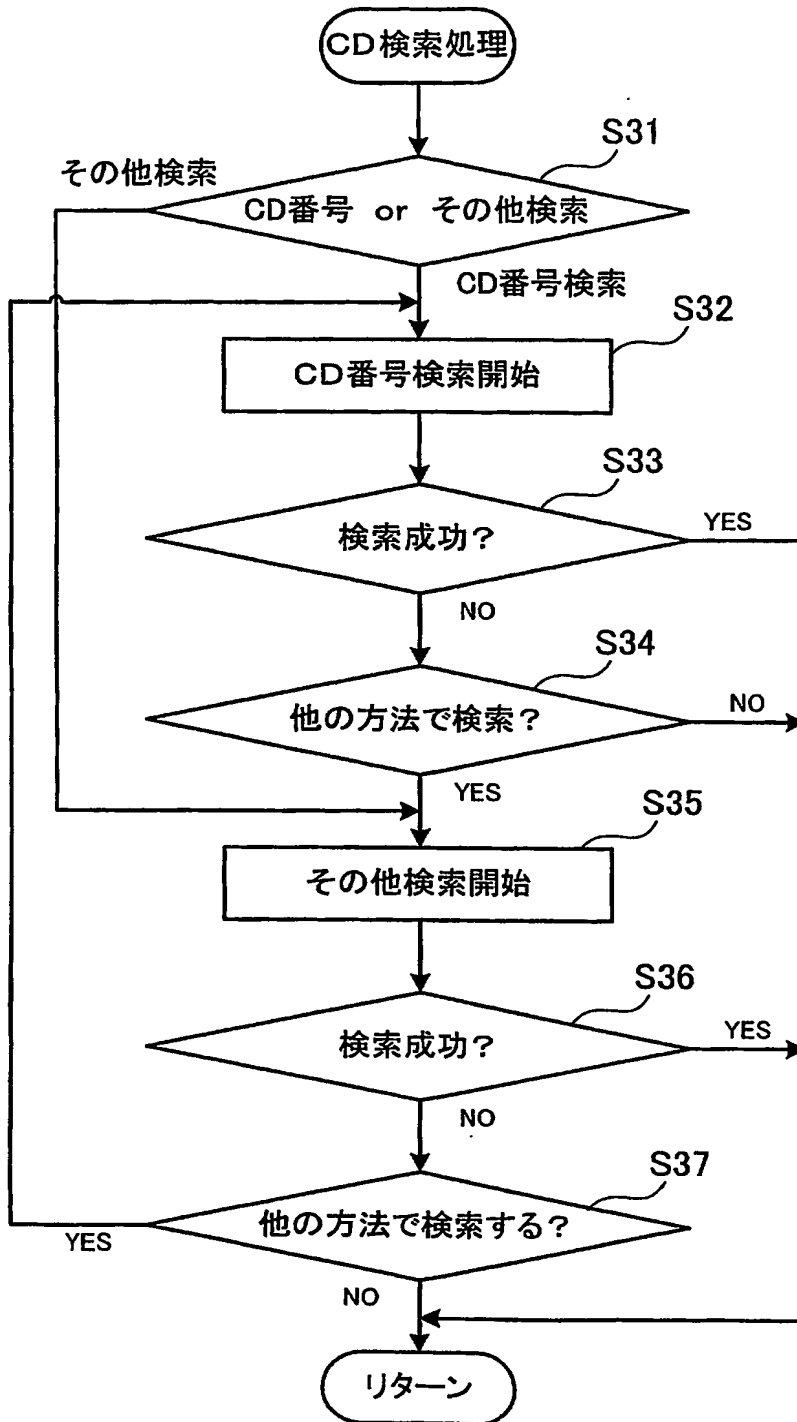 CD検索処理
S31
その他検索
CD番号 or その他検索
CD番号検索
S32
CD番号検索開始
S33
検索成功?
YES
NO
S34
他の方法で検索?
NO
YES
S35
その他検索開始
S36
検索成功?
YES
NO
S37
他の方法で検索する?
YES
NO
リターン